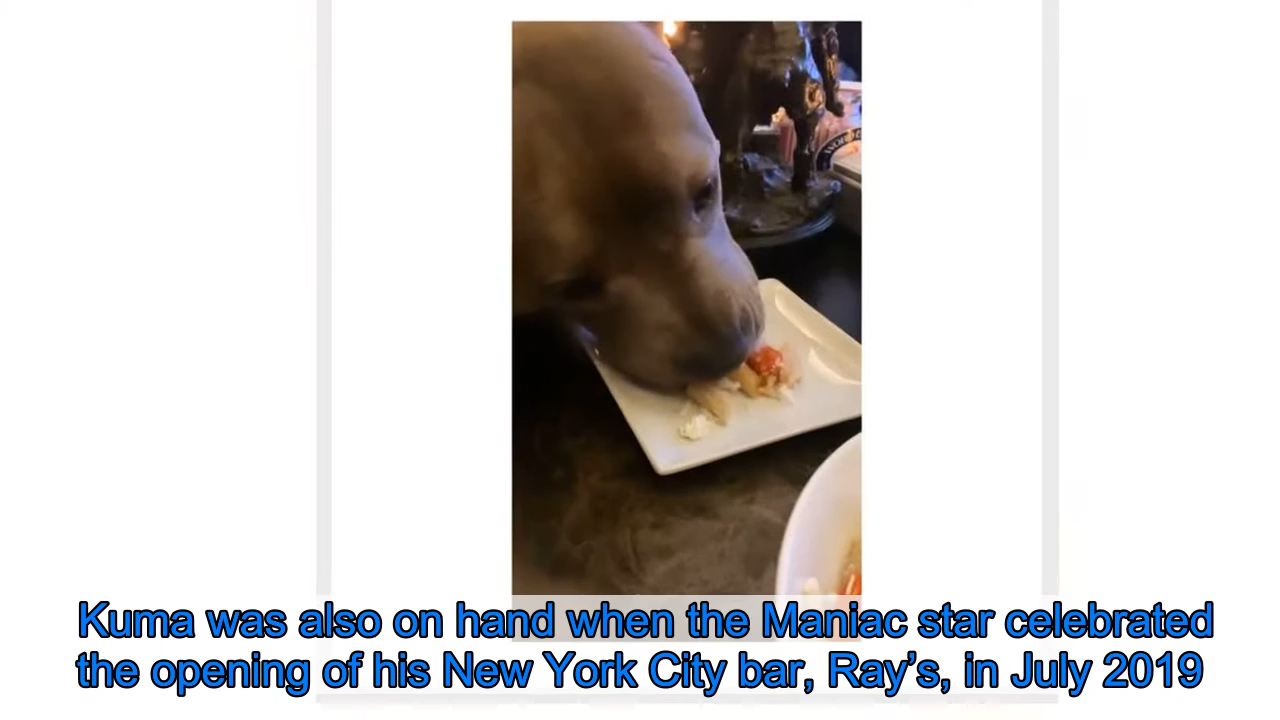 Kuma was also on hand when the Maniac star celebrated
the opening of his New York City bar, Ray’s, in July 2019